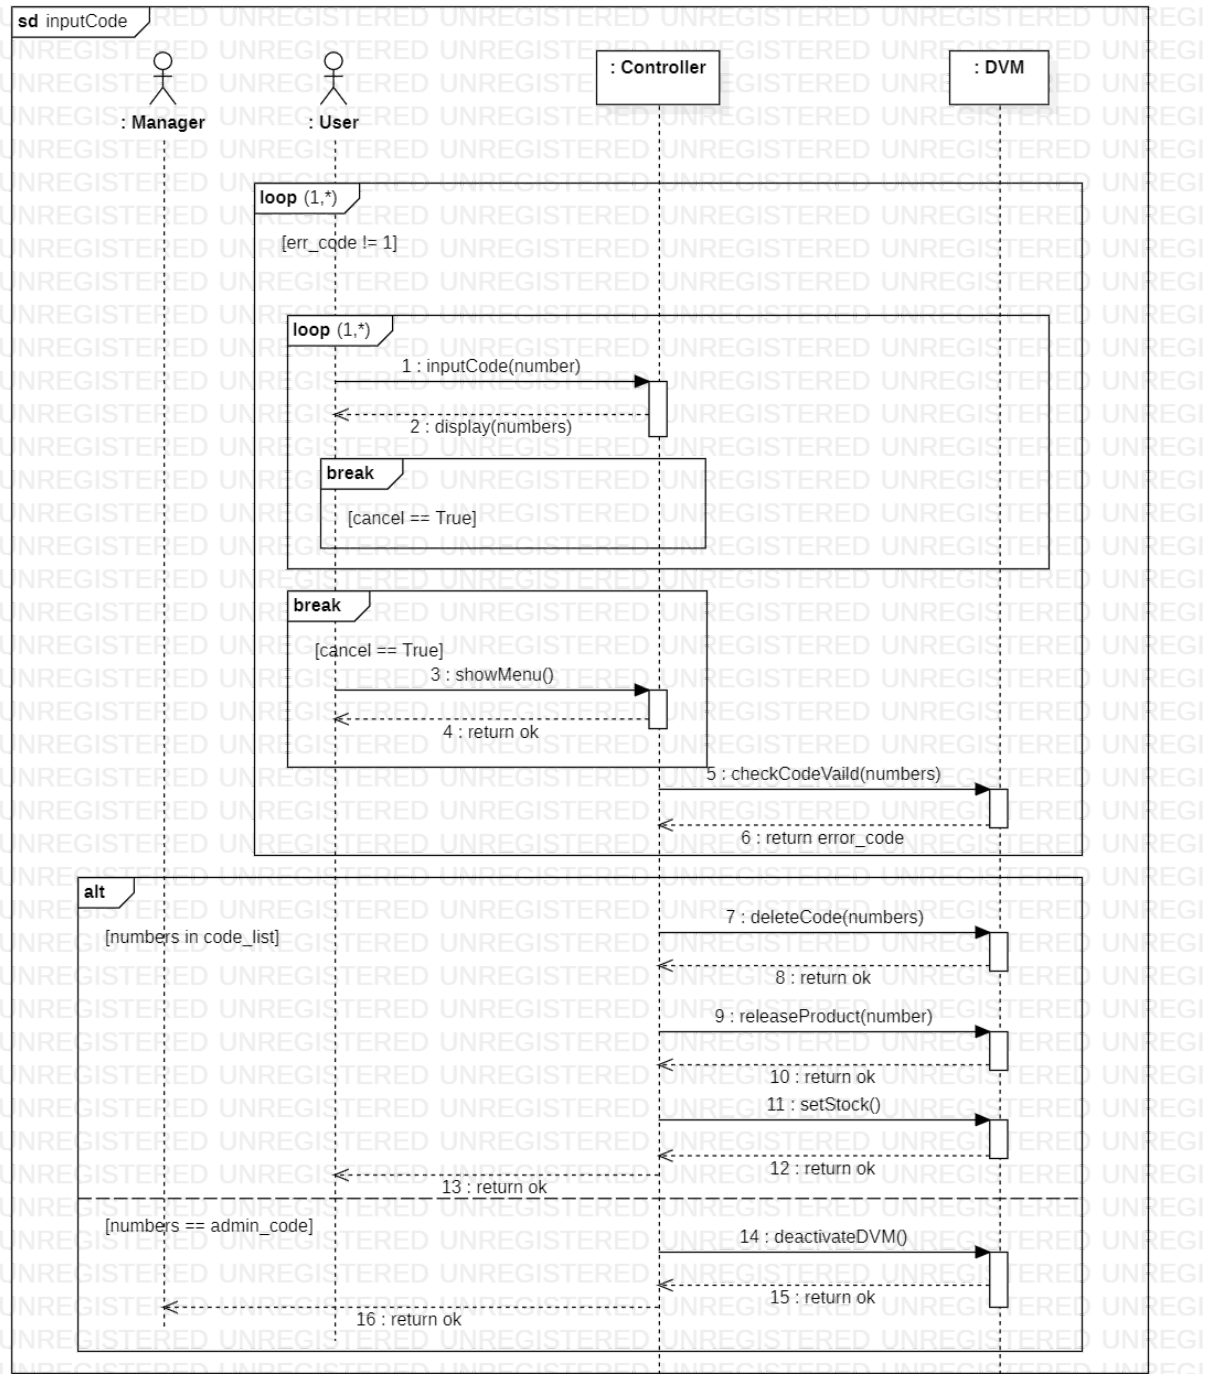 sd inputCode
: Manager
: User
: Controller
: DVM
loop (1,*)
[err_code != 1]
loop (1,*)
1 : inputCode(number)
2 : display(numbers)
break
[cancel == True]
break
[cancel == True]
3 : showMenu()
4 : return ok
5 : checkCodeVaild(numbers)
6 : return error_code
alt
[numbers in code_list]
7 : deleteCode(numbers)
8 : return ok
9 : releaseProduct(number)
10 : return ok
11 : setStock()
12 : return ok
13 : return ok
[numbers == admin_code]
14 : deactivateDVM()
15 : return ok
16 : return ok
UNREGISTERED